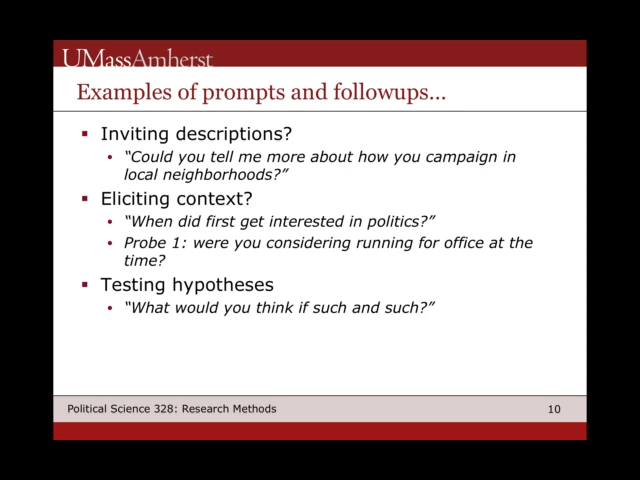 UMassAmherst
Examples of prompts and followups...
▪ Inviting descriptions?
• “Could you tell me more about how you campaign in
local neighborhoods?”
▪ Eliciting context?
• “When did first get interested in politics?”
• Probe 1: were you considering running for office at the
time?
▪ Testing hypotheses
• “What would you think if such and such?”
Political Science 328: Research Methods 10